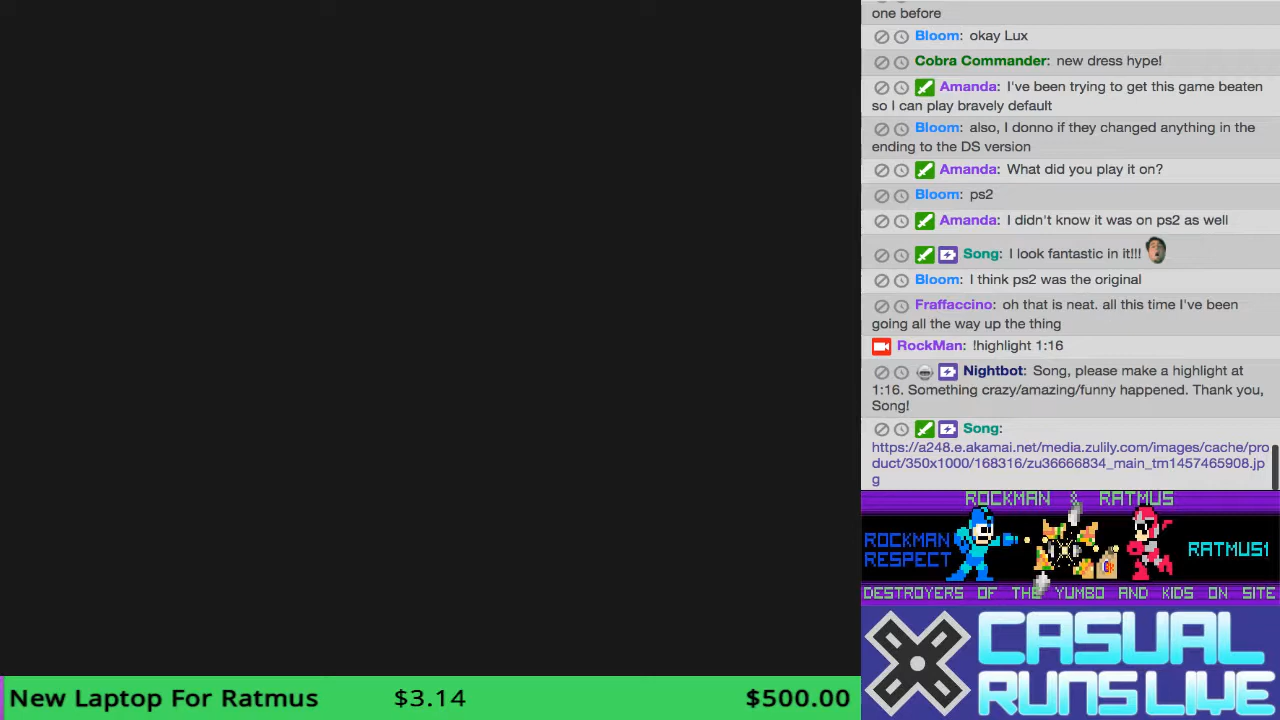 one before
Bloom: okay Lux
Cobra Commander: new dress hype!
Amanda: I've been trying to get this game beaten
so I can play bravely default
Bloom: also, I donno if they changed anything in the
ending to the DS version
Amanda: What did you play it on?
Bloom: ps2
Amanda: I didn't know it was on ps2 as well
Song: I look fantastic in it!!!
Bloom: I think ps2 was the original
Fraffaccino: oh that is neat. all this time I've been
going all the way up the thing
RockMan: !highlight 1:16
Nightbot: Song, please make a highlight at
1:16. Something crazy/amazing/funny happened. Thank you,
Song!
Song:
https://a248.e.akamai.net/media.zulily.com/images/cache/pro
duct/350x1000/168316/zu36666834_main_tm1457465908.jp
g
ROCKMAN & RATMUS
ROCKMAN
RESPECT
RATMUS1
DESTROYERS OF THE YUMBO AND KIDS ON SITE
CASUAL
RUNS LIVE
New Laptop For Ratmus $3.14 $500.00